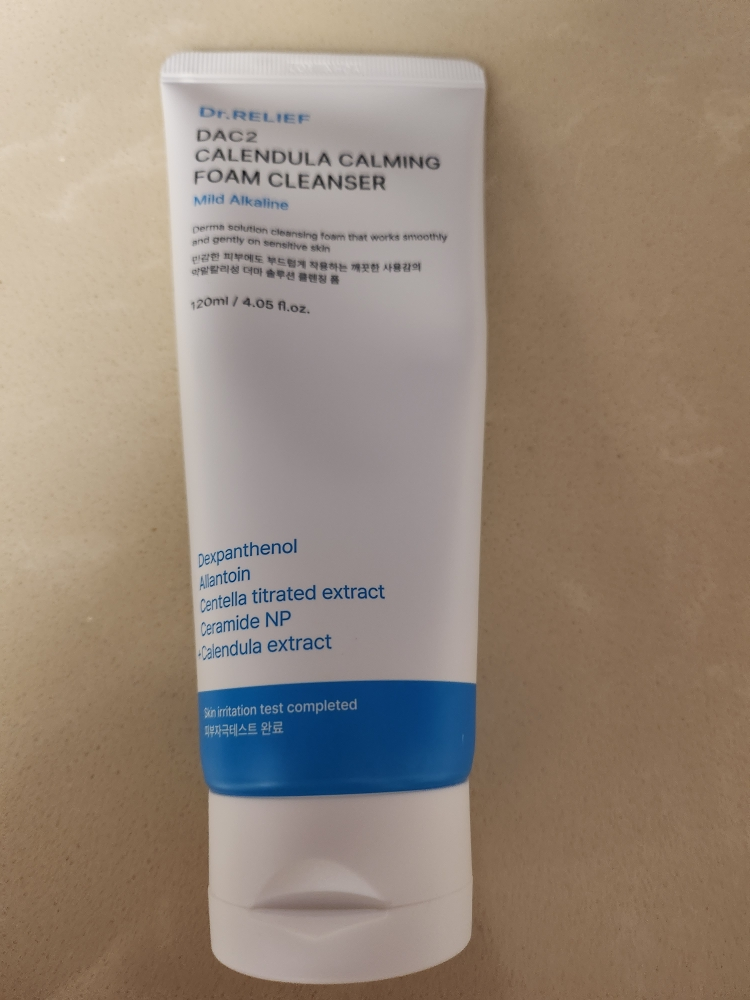 Dr.RELIEF
DAC2
CALENDULA CALMING
FOAM CLEANSER
Mild Alkaline
Derma solution cleansing foam that works smoothly
and gently on sensitive skin
민감한 피부에도 부드럽게 작용하는 깨끗한 사용감의
약알칼리성 더마 솔루션 클렌징 폼
120ml / 4.05 fl.oz.
Dexpanthenol
Allantoin
Centella titrated extract
Ceramide NP
+Calendula extract
Skin irritation test completed
피부자극테스트 완료